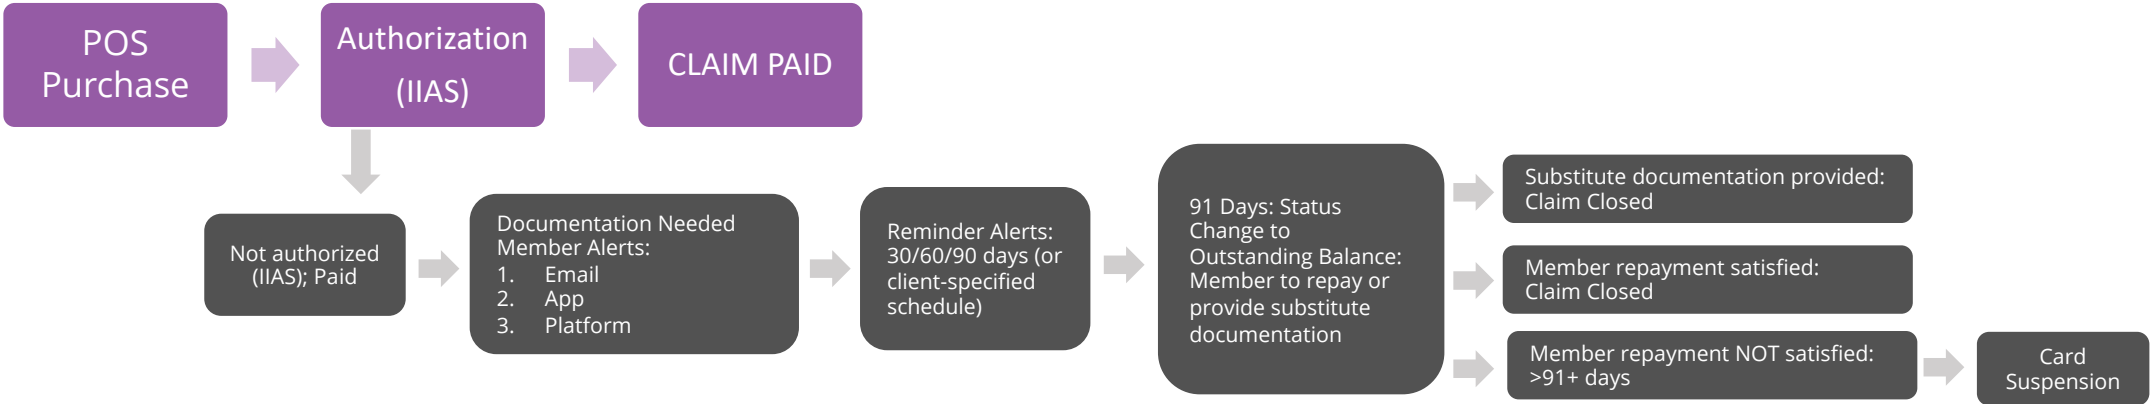 POS
Purchase
Authorization
(IIAS)
CLAIM PAID
Not authorized
(IIAS); Paid
Documentation Needed
Member Alerts:
1. Email
2. App
3. Platform
Reminder Alerts:
30/60/90 days (or
client-specified
schedule)
91 Days: Status
Change to
Outstanding Balance:
Member to repay or
provide substitute
documentation
Substitute documentation provided:
Claim Closed
Member repayment satisfied:
Claim Closed
Member repayment NOT satisfied:
>91+ days
Card
Suspension